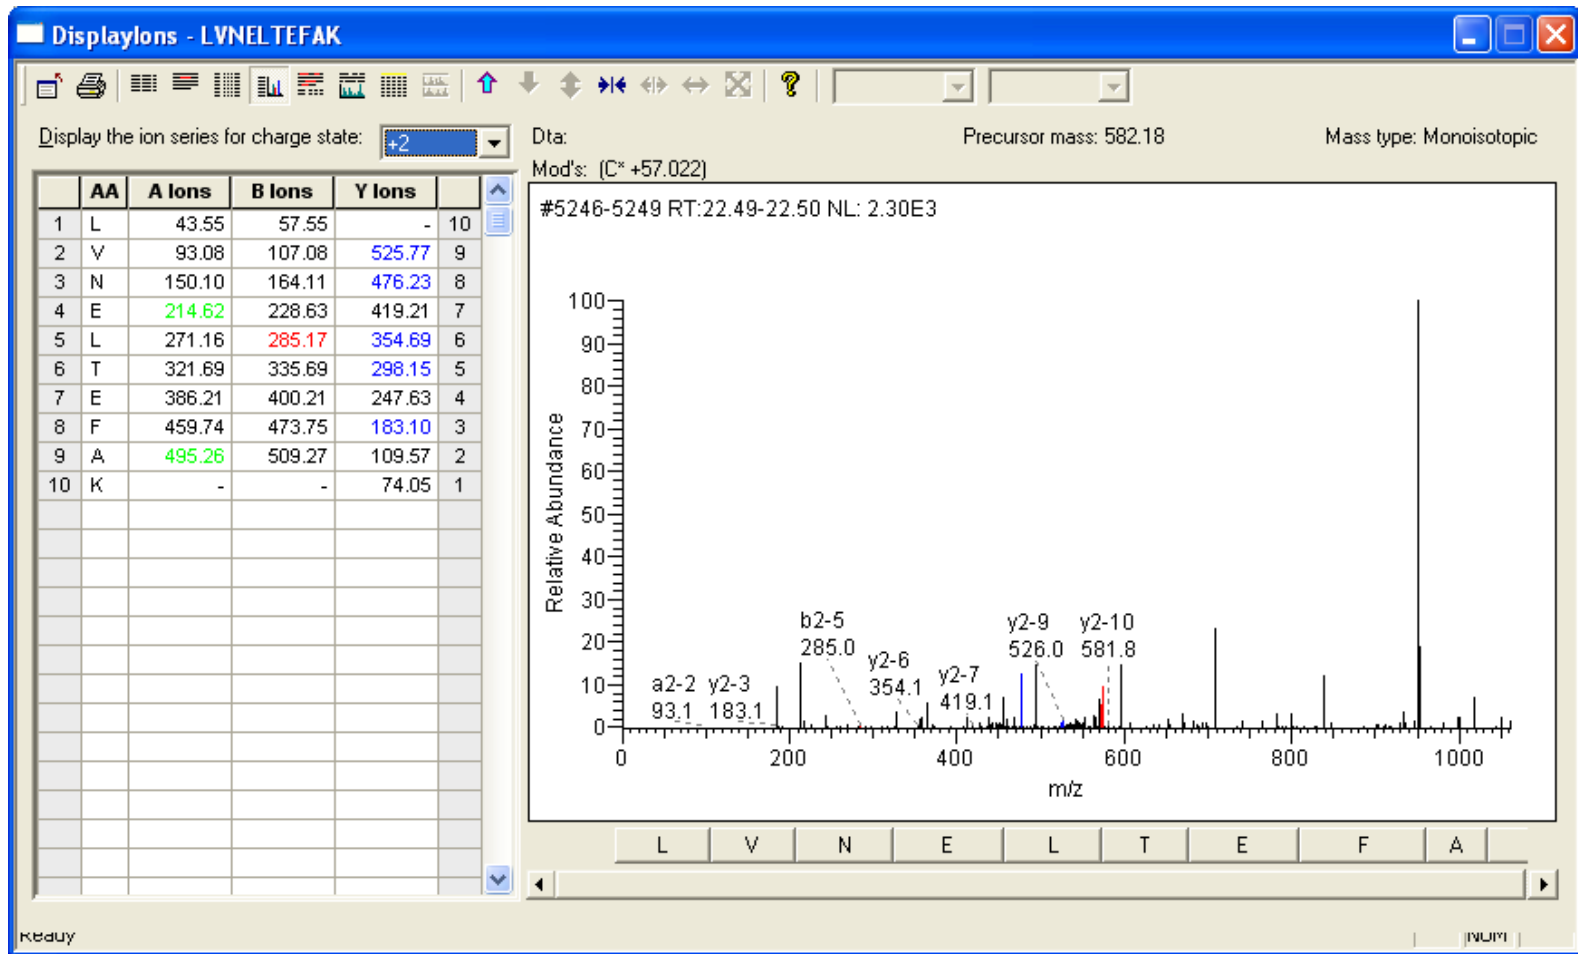 DisplayIons - LVNELTEFAK
Display the ion series for charge state: +2
Dta: Precursor mass: 582.18 Mass type: Monoisotopic
Mod's: (C* +57.022)
AA A Ions B Ions Y Ions
1 L 43.55 57.55 - 10
2 V 93.08 107.08 525.77 9
3 N 150.10 164.11 476.23 8
4 E 214.62 228.63 419.21 7
5 L 271.16 285.17 354.69 6
6 T 321.69 335.69 298.15 5
7 E 386.21 400.21 247.63 4
8 F 459.74 473.75 183.10 3
9 A 495.26 509.27 109.57 2
10 K - - 74.05 1
#5246-5249 RT:22.49-22.50 NL: 2.30E3
100
90
80
70
60
50
40
30
20
10
0
Relative Abundance
b2-5
285.0
y2-9
526.0
y2-10
581.8
y2-6
354.1
y2-7
419.1
a2-2
93.1
y2-3
183.1
0 200 400 600 800 1000
m/z
L V N E L T E F A
Ready
NUM